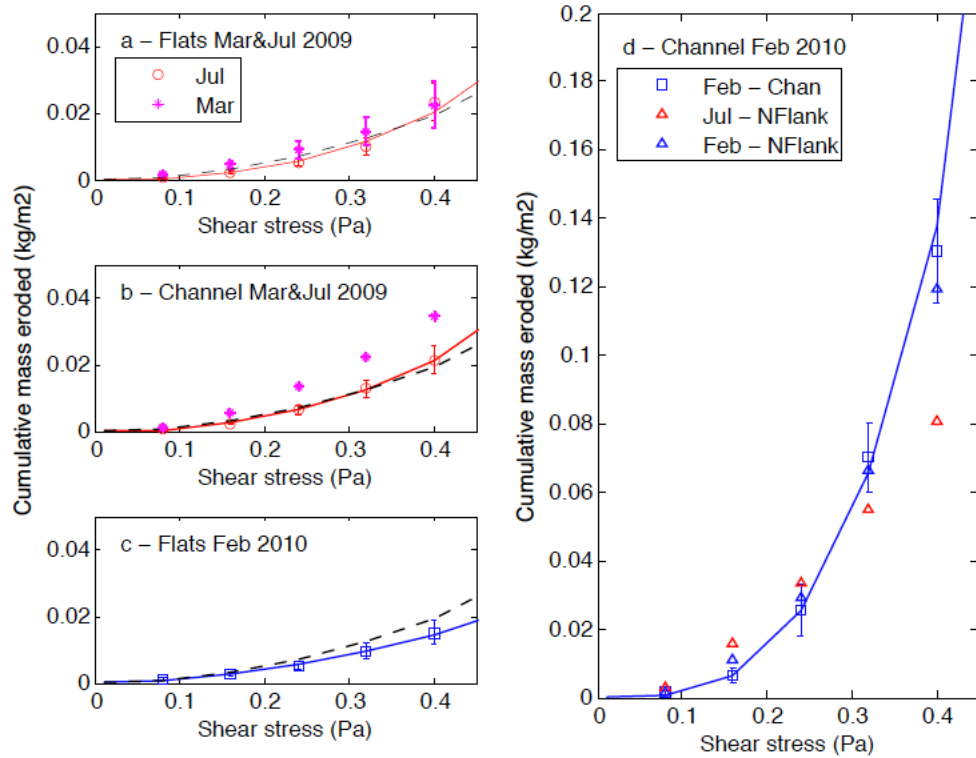 Cumulative mass eroded (kg/m2)
a – Flats Mar&Jul 2009
Jul
Mar
0.04
0.02
0
0.1
0.2
0.3
0.4
Shear stress (Pa)
b – Channel Mar&Jul 2009
0.04
0.02
0
0.1
0.2
0.3
0.4
Shear stress (Pa)
c – Flats Feb 2010
0.04
0.02
0
0.1
0.2
0.3
0.4
Shear stress (Pa)
Cumulative mass eroded (kg/m2)
d – Channel Feb 2010
Feb – Chan
Jul – NFlank
Feb – NFlank
0.2
0.18
0.16
0.14
0.12
0.1
0.08
0.06
0.04
0.02
0
0.1
0.2
0.3
0.4
Shear stress (Pa)